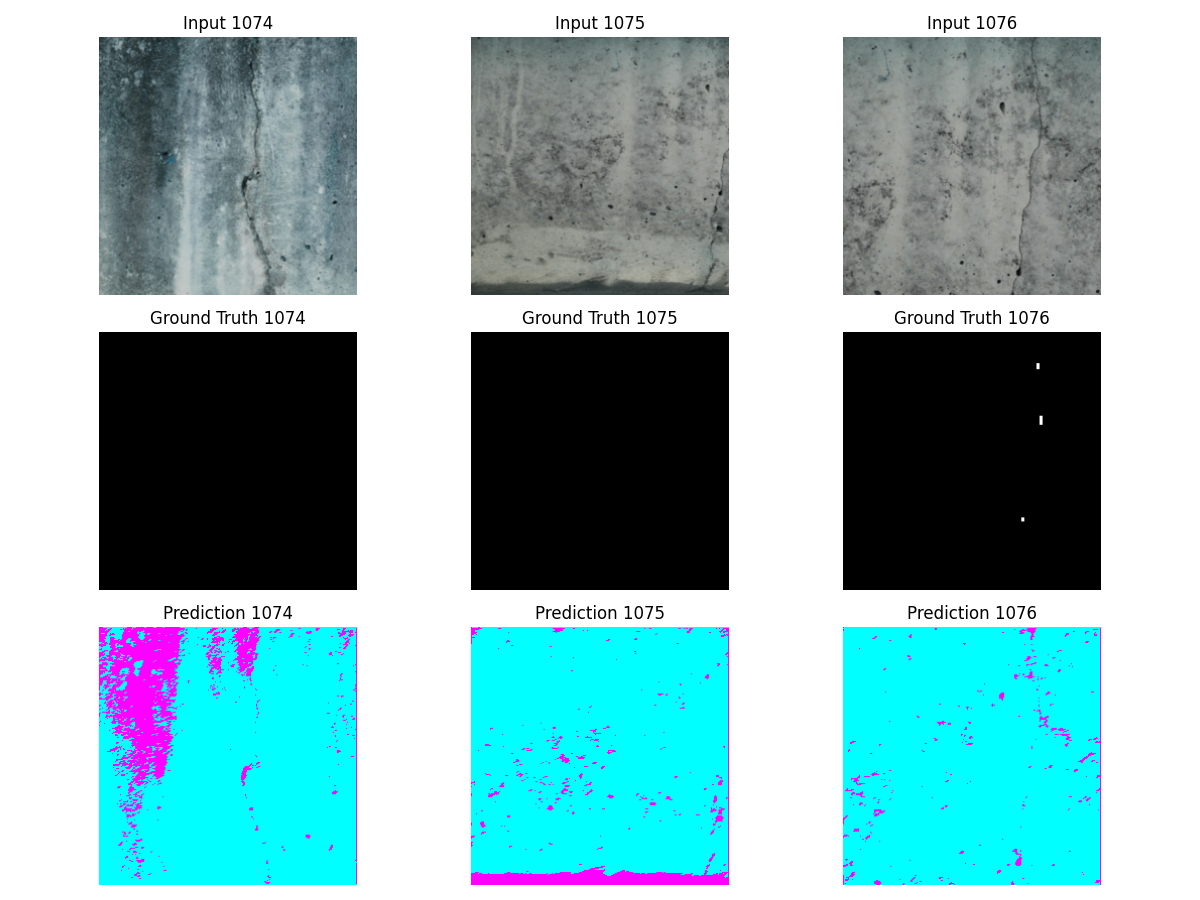 Input 1074
Input 1075
Input 1076
Ground Truth 1074
Ground Truth 1075
Ground Truth 1076
Prediction 1074
Prediction 1075
Prediction 1076